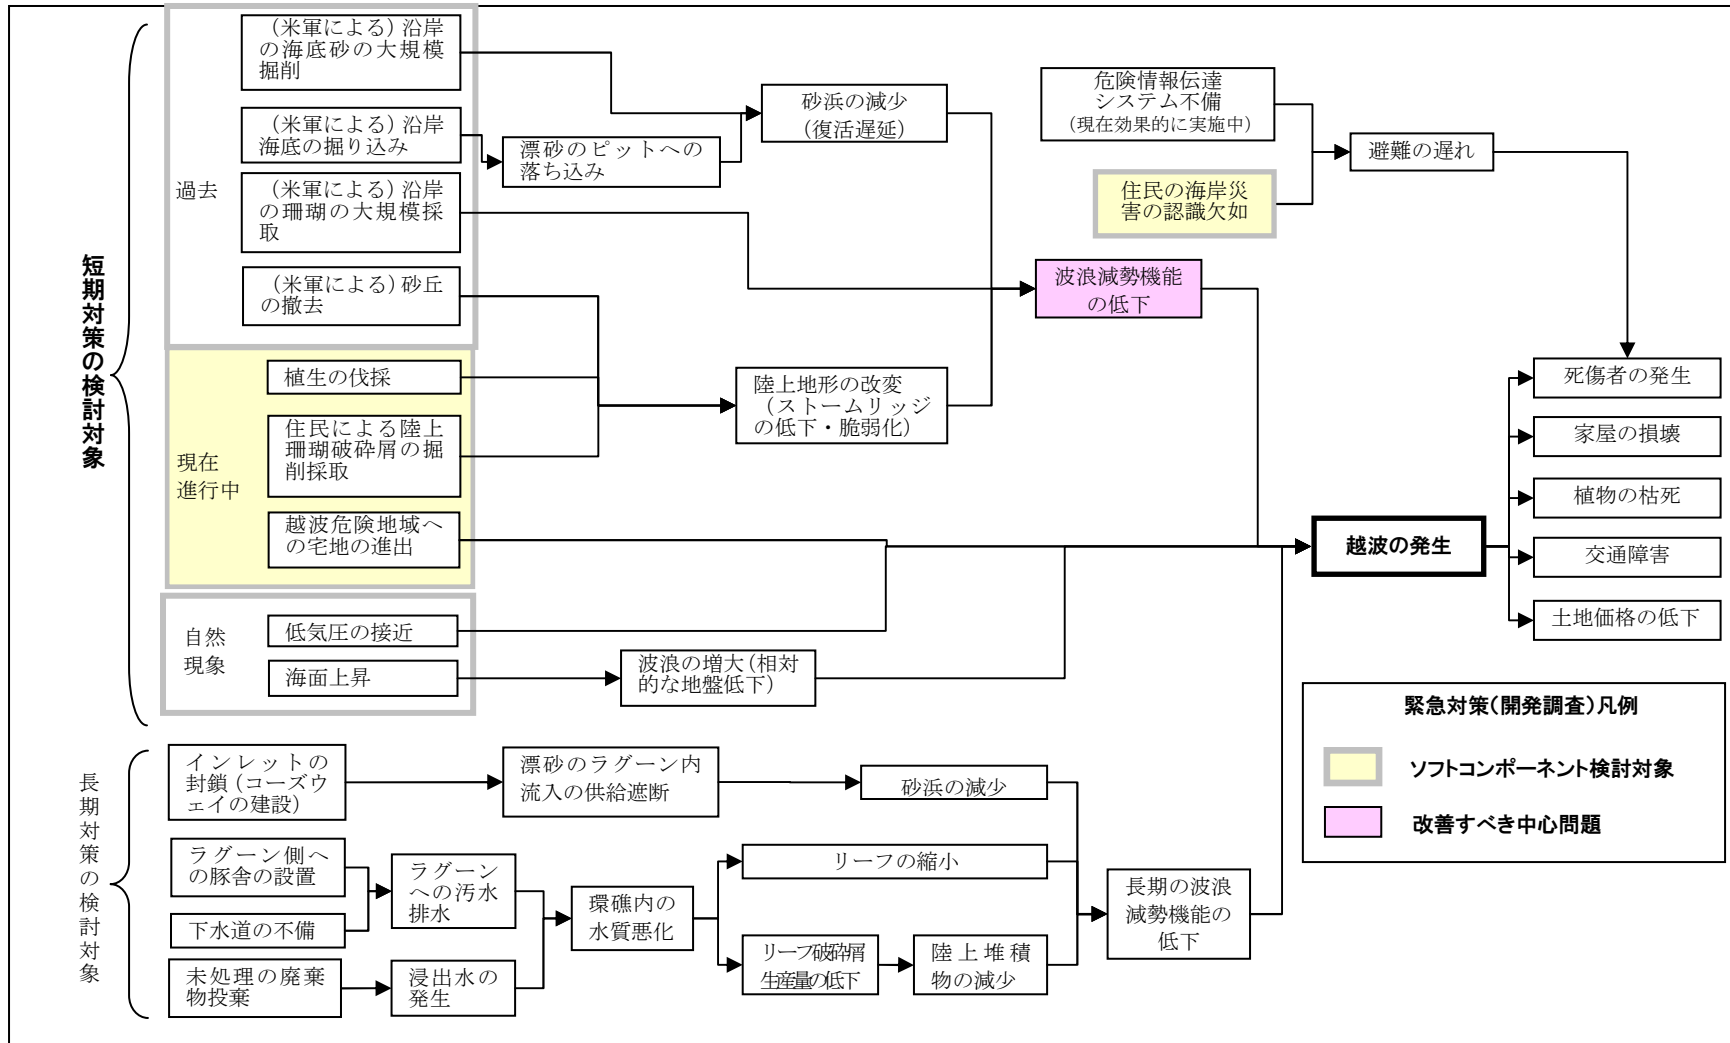 短期対策の検討対象
過去
（米軍による）沿岸
の海底砂の大規模
掘削
（米軍による）沿岸
海底の掘り込み
（米軍による）沿岸
の珊瑚の大規模採
取
（米軍による）砂丘
の撤去
漂砂のピットへの
落ち込み
砂浜の減少
（復活遅延）
危険情報伝達
システム不備
（現在効果的に実施中）
住民の海岸災
害の認識欠如
避難の遅れ
波浪減勢機能
の低下
現在
進行中
植生の伐採
住民による陸上
珊瑚破砕屑の掘
削採取
越波危険地域へ
の宅地の進出
陸上地形の改変
（ストームリッジ
の低下・脆弱化）
自然
現象
低気圧の接近
海面上昇
波浪の増大（相対
的な地盤低下）
越波の発生
死傷者の発生
家屋の損壊
植物の枯死
交通障害
土地価格の低下
長期対策の検討対象
インレットの
封鎖（コーズウ
ェイの建設）
漂砂のラグーン内
流入の供給遮断
砂浜の減少
ラグーン側へ
の豚舎の設置
下水道の不備
未処理の廃棄
物投棄
ラグーン
への汚水
排水
浸出水の
発生
環礁内の
水質悪化
リーフの縮小
リーフ破砕屑
生産量の低下
陸上堆積
物の減少
長期の波浪
減勢機能の
低下
緊急対策（開発調査）凡例
ソフトコンポーネント検討対象
改善すべき中心問題